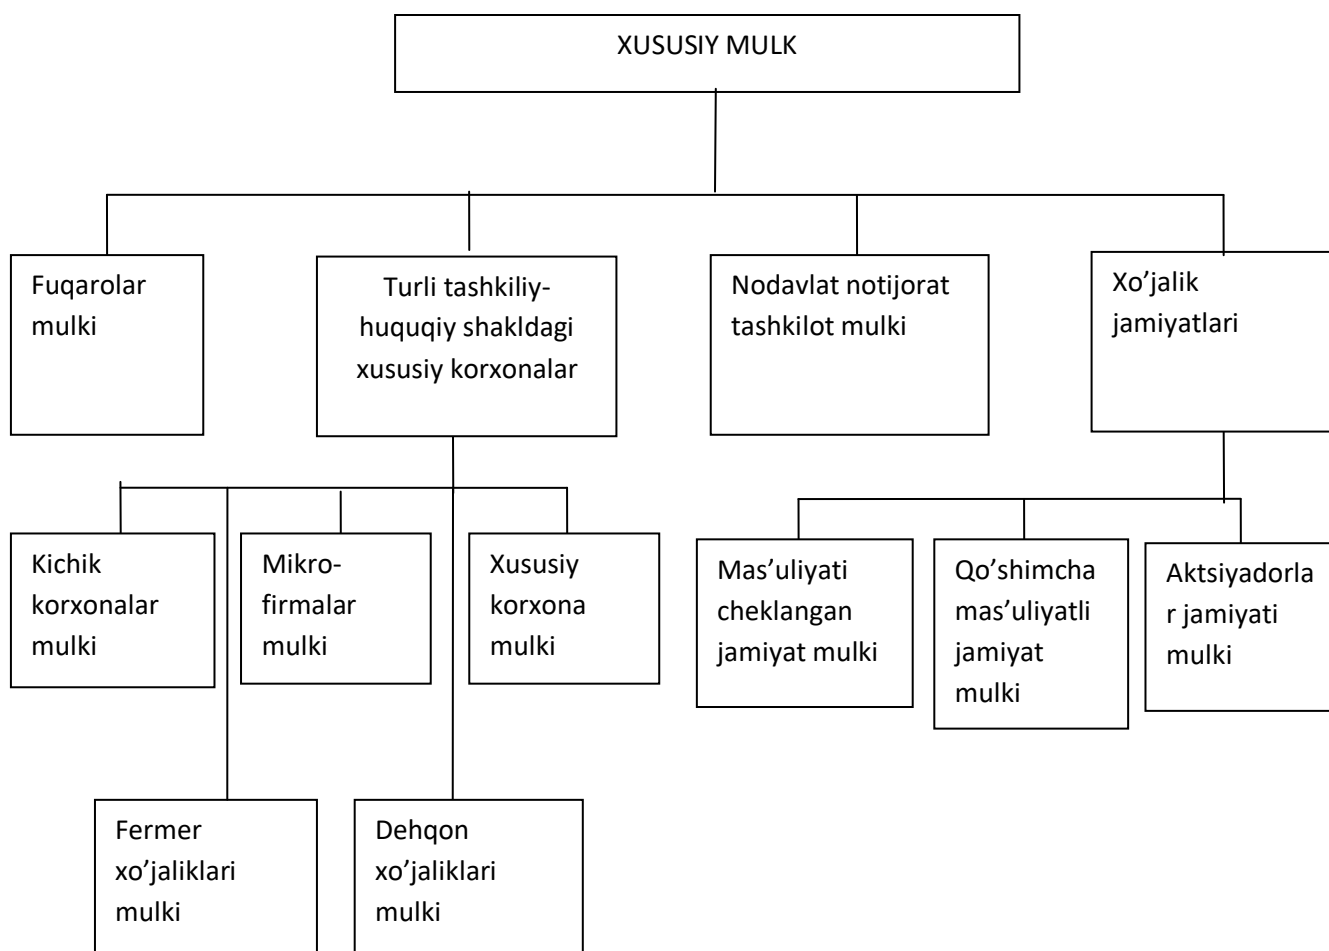 XUSUSIY MULK
Fuqarolar
mulki
Turli tashkiliy-
huquqiy shakldagi
xususiy korxonalar
Nodavlat notijorat
tashkilot mulki
Xo’jalik
jamiyatlari
Kichik
korxonalar
mulki
Mikro-
firmalar
mulki
Xususiy
korxona
mulki
Mas’uliyati
cheklangan
jamiyat mulki
Qo’shimcha
mas’uliyatli
jamiyat
mulki
Aktsiyadorla
r jamiyati
mulki
Fermer
xo’jaliklari
mulki
Dehqon
xo’jaliklari
mulki